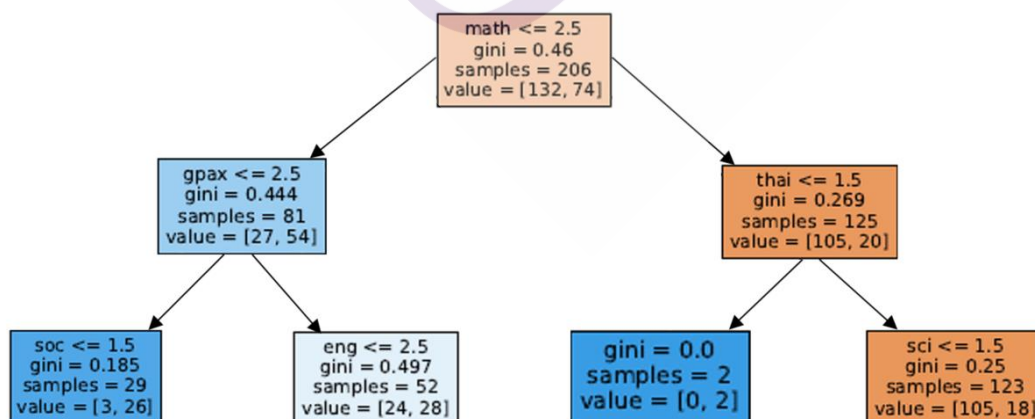 math <= 2.5
gini = 0.46
samples = 206
value = [132, 74]
gpax <= 2.5
gini = 0.444
samples = 81
value = [27, 54]
thai <= 1.5
gini = 0.269
samples = 125
value = [105, 20]
soc <= 1.5
gini = 0.185
samples = 29
value = [3, 26]
eng <= 2.5
gini = 0.497
samples = 52
value = [24, 28]
gini = 0.0
samples = 2
value = [0, 2]
sci <= 1.5
gini = 0.25
samples = 123
value = [105, 18]